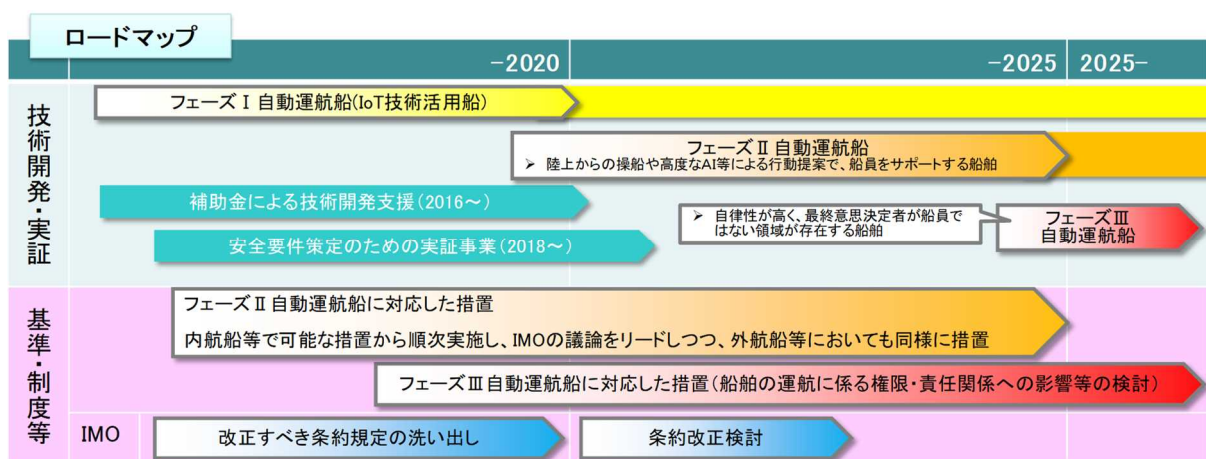 ロードマップ
-2020
-2025
2025-
技術開発・実証
フェーズⅠ 自動運航船(IoT技術活用船)
フェーズⅡ 自動運航船
➢ 陸上からの操船や高度なAI等による行動提案で、船員をサポートする船舶
補助金による技術開発支援(2016～)
➢ 自律性が高く、最終意思決定者が船員で
はない領域が存在する船舶
フェーズⅢ
自動運航船
安全要件策定のための実証事業(2018～)
基準・制度等
フェーズⅡ自動運航船に対応した措置
内航船等で可能な措置から順次実施し、IMOの議論をリードしつつ、外航船等においても同様に措置
フェーズⅢ自動運航船に対応した措置(船舶の運航に係る権限・責任関係への影響等の検討)
IMO
改正すべき条約規定の洗い出し
条約改正検討